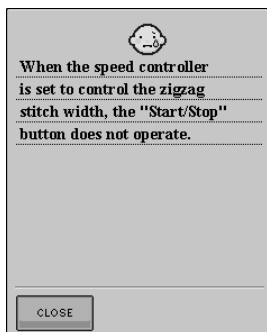 When the speed controller
is set to control the zigzag
stitch width, the "Start/Stop"
button does not operate.
CLOSE